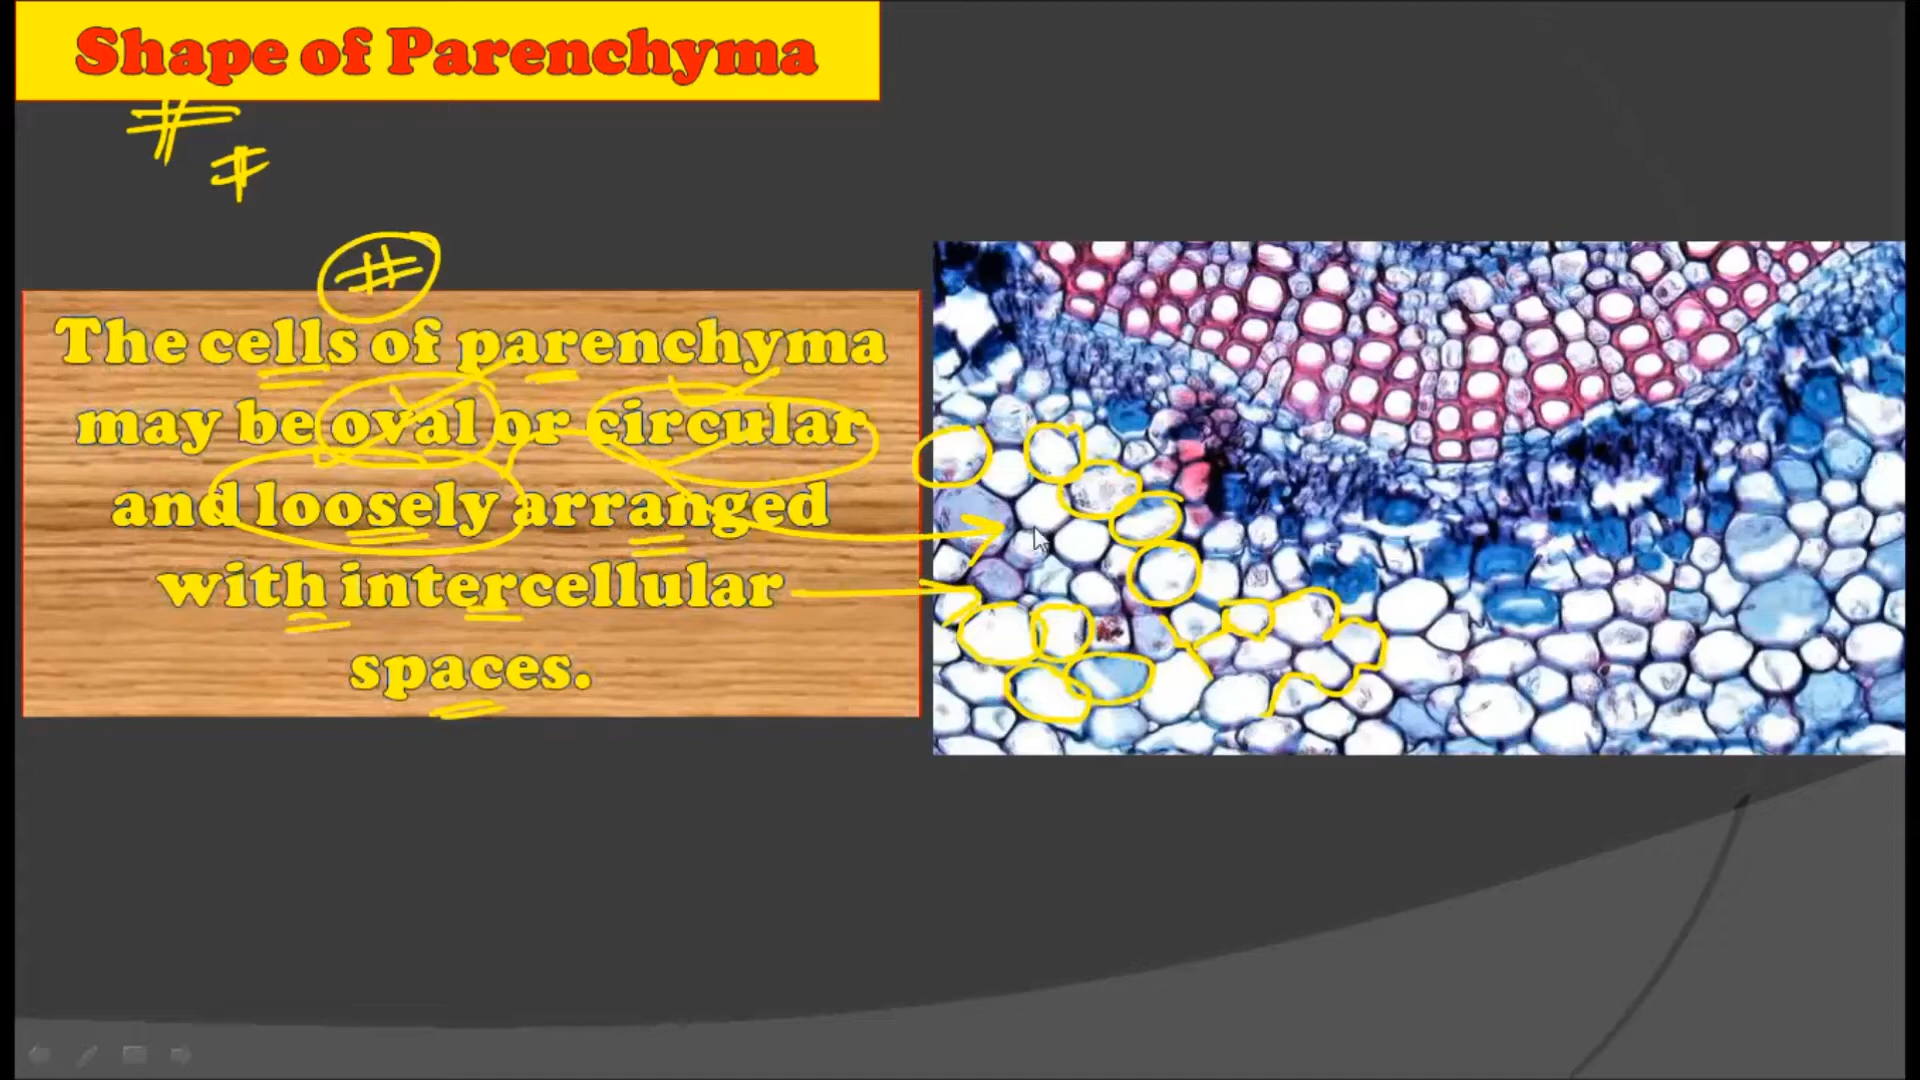 Shape of Parenchyma
#
#
#
The cells of parenchyma
may be oval or circular
and loosely arranged
with intercellular
spaces.